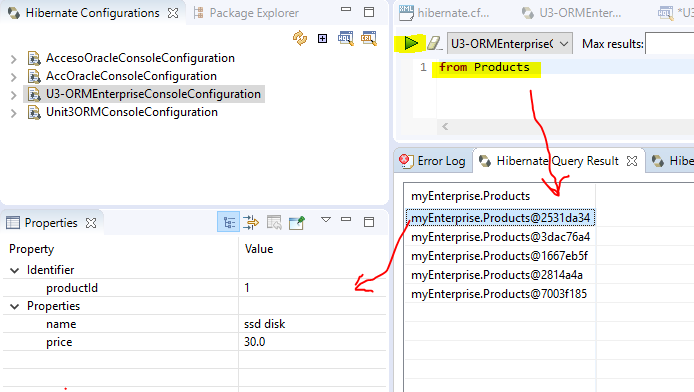 Hibernate Configurations
Package Explorer
AccesoOracleConsoleConfiguration
AccOracleConsoleConfiguration
U3-ORMEnterpriseConsoleConfiguration
Unit3ORMConsoleConfiguration
hibernate.cf...
U3-ORMEnter...
*U3
U3-ORMEnterpriseC
Max results:
1 from Products
Error Log
Hibernate Query Result
Hiber
myEnterprise.Products
myEnterprise.Products@2531da34
myEnterprise.Products@3dac76a4
myEnterprise.Products@1667eb5f
myEnterprise.Products@2814a4a
myEnterprise.Products@7003f185
Properties
Property Value
Identifier
productId 1
Properties
name ssd disk
price 30.0